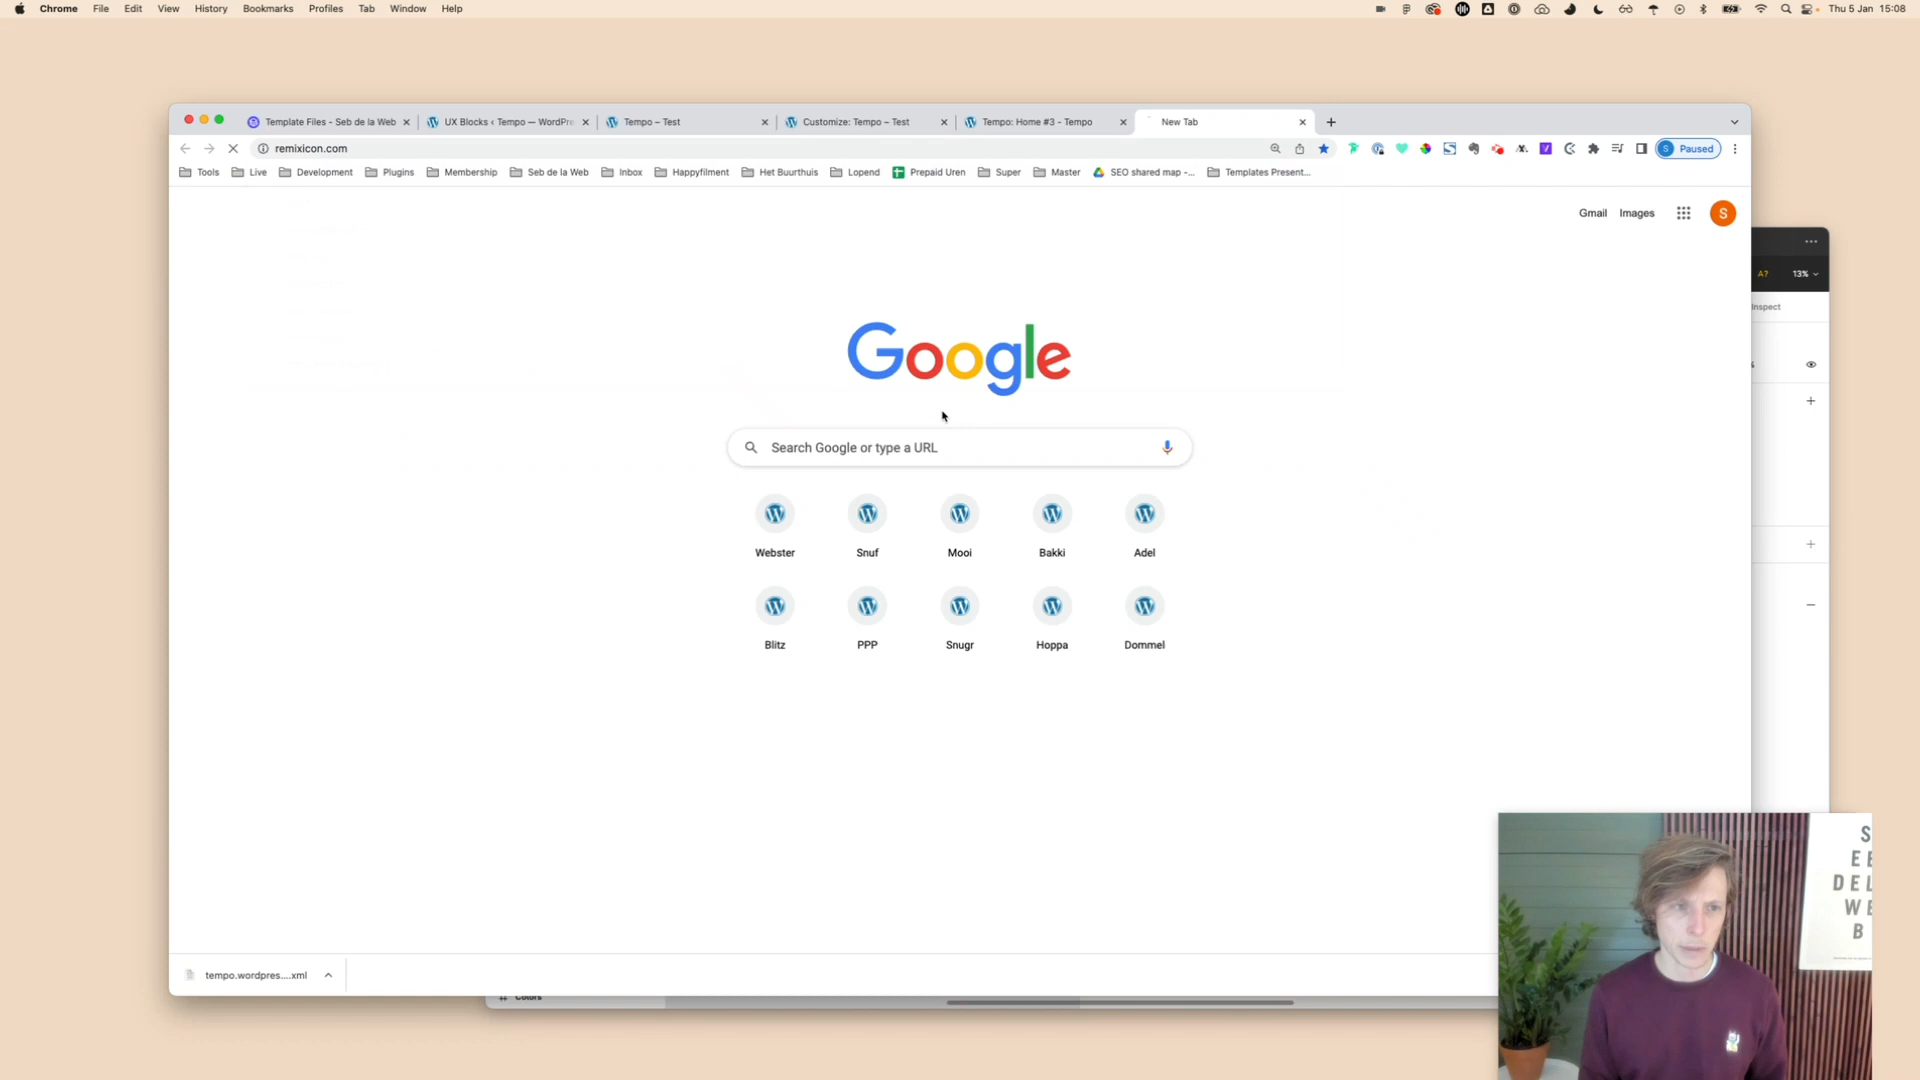 Chrome File Edit View History Bookmarks Profiles Tab Window Help Thu 5 Jan 15:08
Template Files - Seb de la Web UX Blocks ‹ Tempo — WordPre Tempo – Test Customize: Tempo – Test Tempo: Home #3 - Tempo New Tab
remixicon.com S Paused
Tools Live Development Plugins Membership Seb de la Web Inbox Happyfilment Het Buurthuis Lopend Prepaid Uren Super Master SEO shared map -... Templates Present...
Gmail Images S
A? 13%
Inspect
Google
Search Google or type a URL
Webster Snuf Mooi Bakki Adel
Blitz PPP Snugr Hoppa Dommel
S
EE
DEL
WE
B
tempo.wordpres....xml
Colors